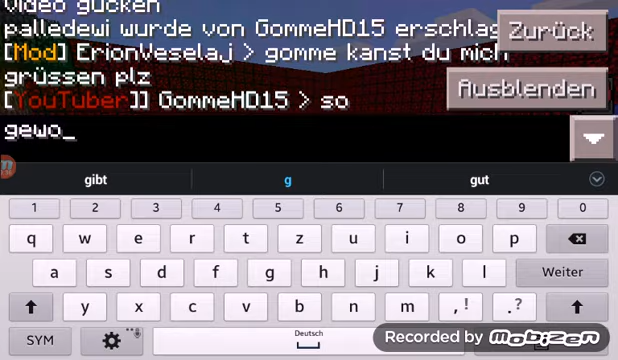 video gucken
palledewi wurde von GommeHD15 erschlag
Zurück
[Mod] ErionVeselaj > gomme kanst du mich
grüssen plz
Ausblenden
[YouTuber]] GommeHD15 > so
gewo_
gibt g gut
1 2 3 4 5 6 7 8 9 0
q w e r t z u i o p
a s d f g h j k l Weiter
y x c v b n m ,! .?
SYM Deutsch
Recorded by MOBIZEN